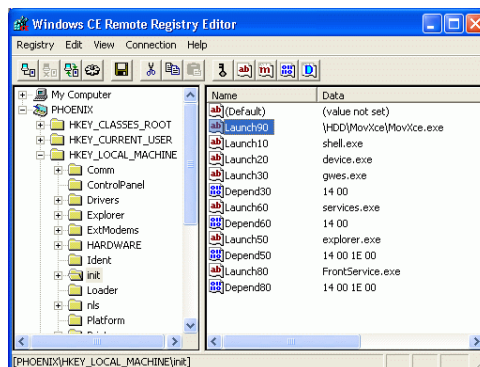 Windows CE Remote Registry Editor
Registry Edit View Connection Help
My Computer
PHOENIX
HKEY_CLASSES_ROOT
HKEY_CURRENT_USER
HKEY_LOCAL_MACHINE
Comm
ControlPanel
Drivers
Explorer
ExtModems
HARDWARE
Ident
init
Loader
nls
Platform
Name Data
(Default) (value not set)
Launch90 \HDD\MovXce\MovXce.exe
Launch10 shell.exe
Launch20 device.exe
Launch30 gwes.exe
Depend30 14 00
Launch60 services.exe
Depend60 14 00
Launch50 explorer.exe
Depend50 14 00 1E 00
Launch80 FrontService.exe
Depend80 14 00 1E 00
[PHOENIX\HKEY_LOCAL_MACHINE\init]